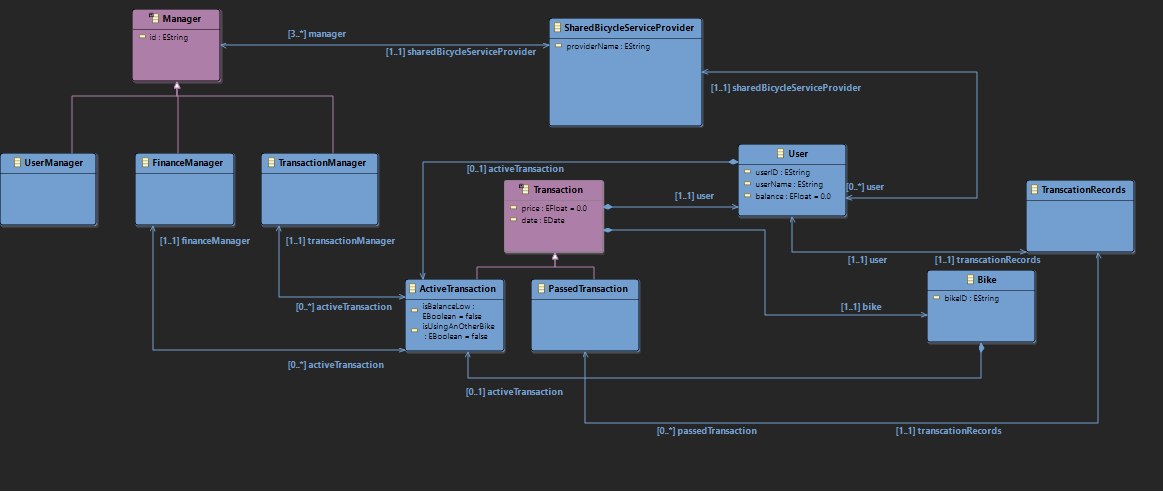 Manager
id : EString
[3..*] manager
[1..1] sharedBicycleServiceProvider
SharedBicycleServiceProvider
providerName : EString
[1..1] sharedBicycleServiceProvider
UserManager
FinanceManager
TransactionManager
[0..1] activeTransaction
User
userID : EString
userName : EString
balance : EFloat = 0.0
[0..*] user
Transaction
price : EFloat = 0.0
date : EDate
[1..1] user
TranscationRecords
[1..1] financeManager
[1..1] transactionManager
[1..1] user
[1..1] transcationRecords
ActiveTransaction
isBalanceLow :
EBoolean = false
isUsingAnOtherBike
: EBoolean = false
PassedTransaction
Bike
bikeID : EString
[1..1] bike
[0..*] activeTransaction
[0..*] activeTransaction
[0..1] activeTransaction
[0..*] passedTransaction
[1..1] transcationRecords